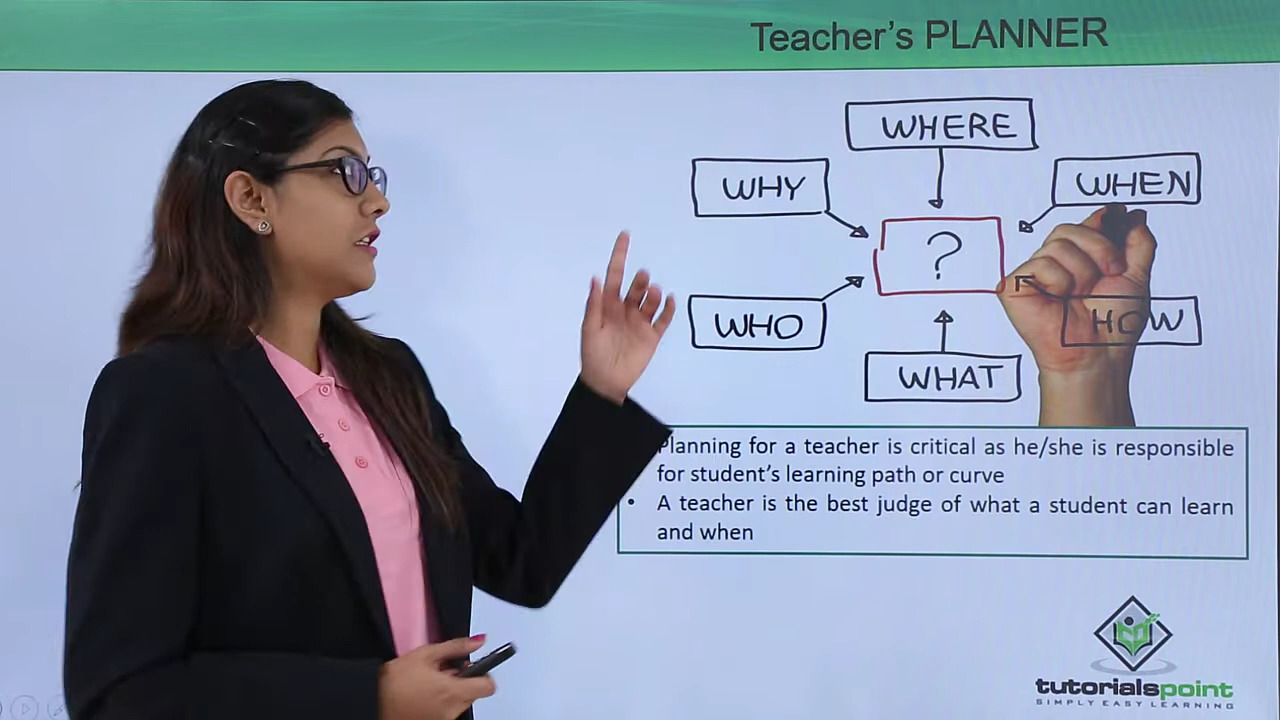 Teacher's PLANNER
WHERE
WHY
WHEN
?
WHO
HOW
WHAT
Planning for a teacher is critical as he/she is responsible
for student's learning path or curve
• A teacher is the best judge of what a student can learn
and when
tutorialspoint
SIMPLY EASY LEARNING